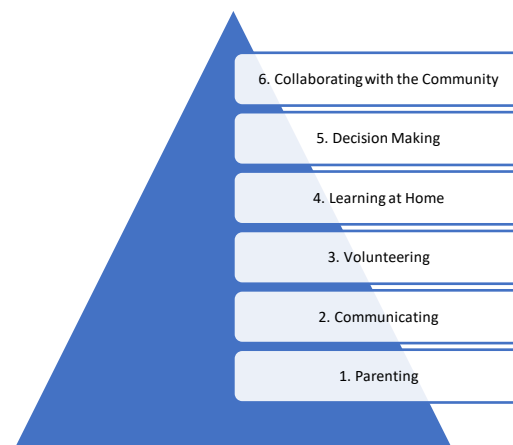 6. Collaborating with the Community
5. Decision Making
4. Learning at Home
3. Volunteering
2. Communicating
1. Parenting